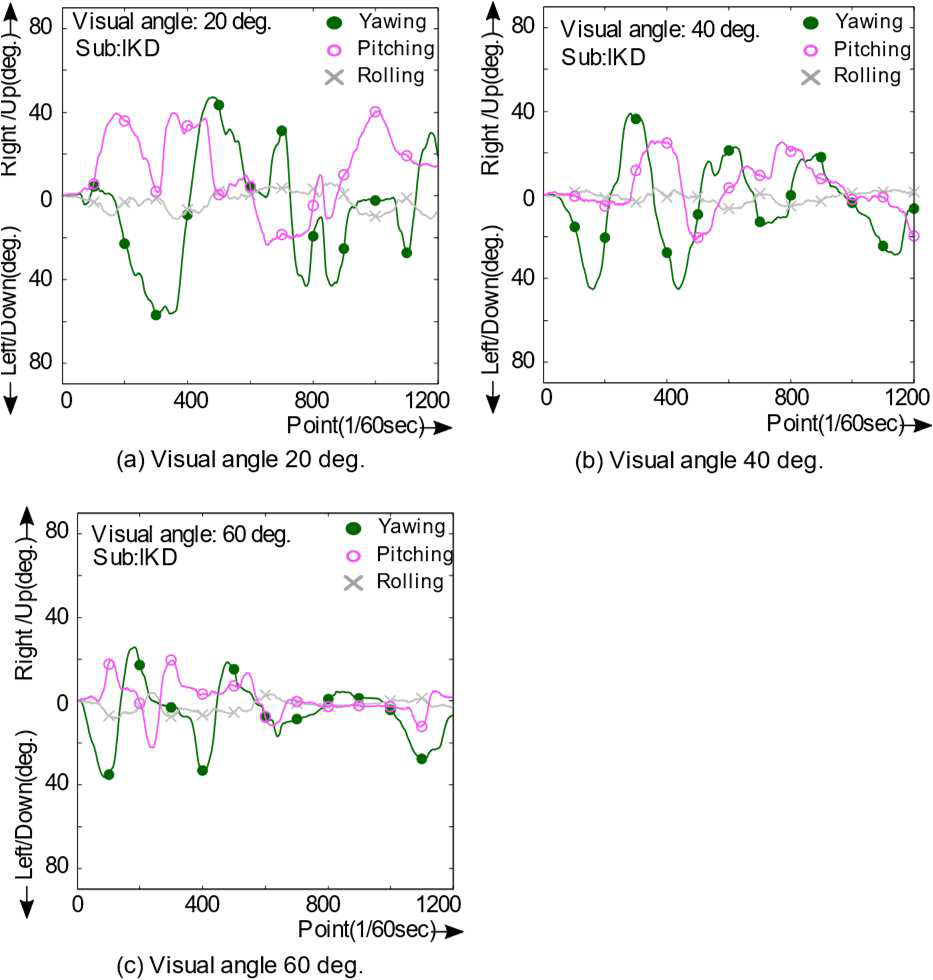 Visual angle: 20 deg.
Sub:IKD
Yawing
Pitching
Rolling
Right /Up(deg.)
Left/Down(deg.)
80
40
0
40
80
0
400
800
1200
Point(1/60sec)
(a) Visual angle 20 deg.
Visual angle: 40 deg.
Sub:IKD
Yawing
Pitching
Rolling
Right /Up(deg.)
Left/Down(deg.)
80
40
0
40
80
0
400
800
1200
Point(1/60sec)
(b) Visual angle 40 deg.
Visual angle: 60 deg.
Sub:IKD
Yawing
Pitching
Rolling
Right /Up(deg.)
Left/Down(deg.)
80
40
0
40
80
0
400
800
1200
Point(1/60sec)
(c) Visual angle 60 deg.